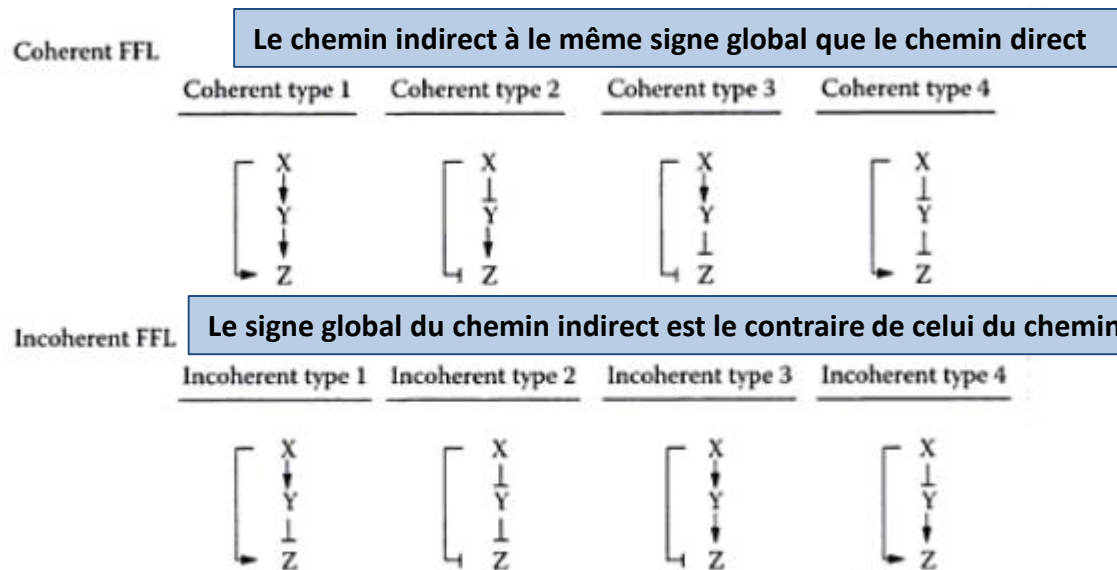 Le chemin indirect à le même signe global que le chemin direct
Coherent FFL
Coherent type 1 Coherent type 2 Coherent type 3 Coherent type 4
X X X X
Y Y Y Y
Z Z Z Z
Le signe global du chemin indirect est le contraire de celui du chemin
Incoherent FFL
Incoherent type 1 Incoherent type 2 Incoherent type 3 Incoherent type 4
X X X X
Y Y Y Y
Z Z Z Z